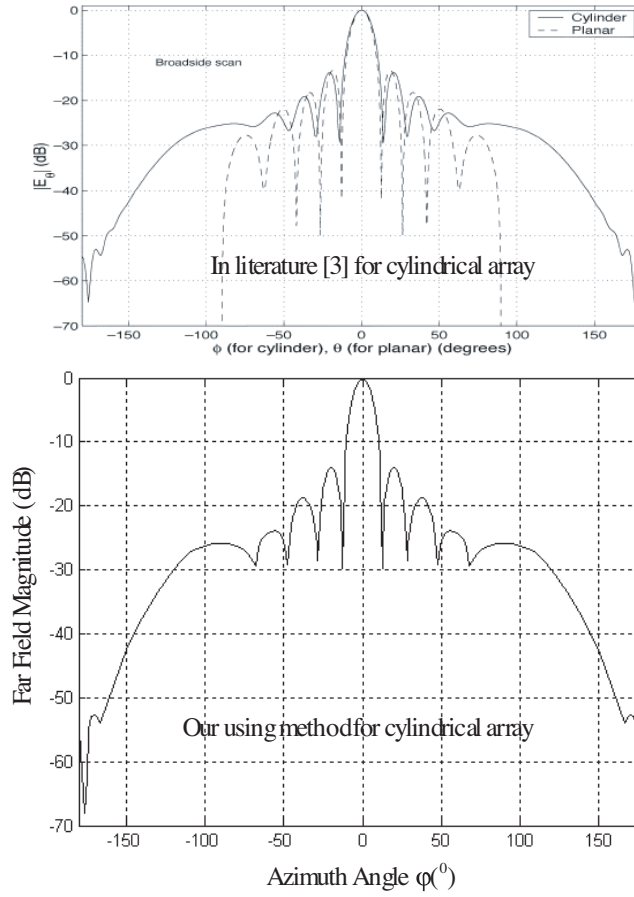 0
−10
−20
−30
−40
−50
−60
−70
|E_θ| (dB)
Cylinder
Planar
Broadside scan
In literature [3] for cylindrical array
−150 −100 −50 0 50 100 150
ϕ (for cylinder), θ (for planar) (degrees)
0
-10
-20
-30
-40
-50
-60
-70
Far Field Magnitude (dB)
Our using method for cylindrical array
-150 -100 -50 0 50 100 150
Azimuth Angle φ(⁰)